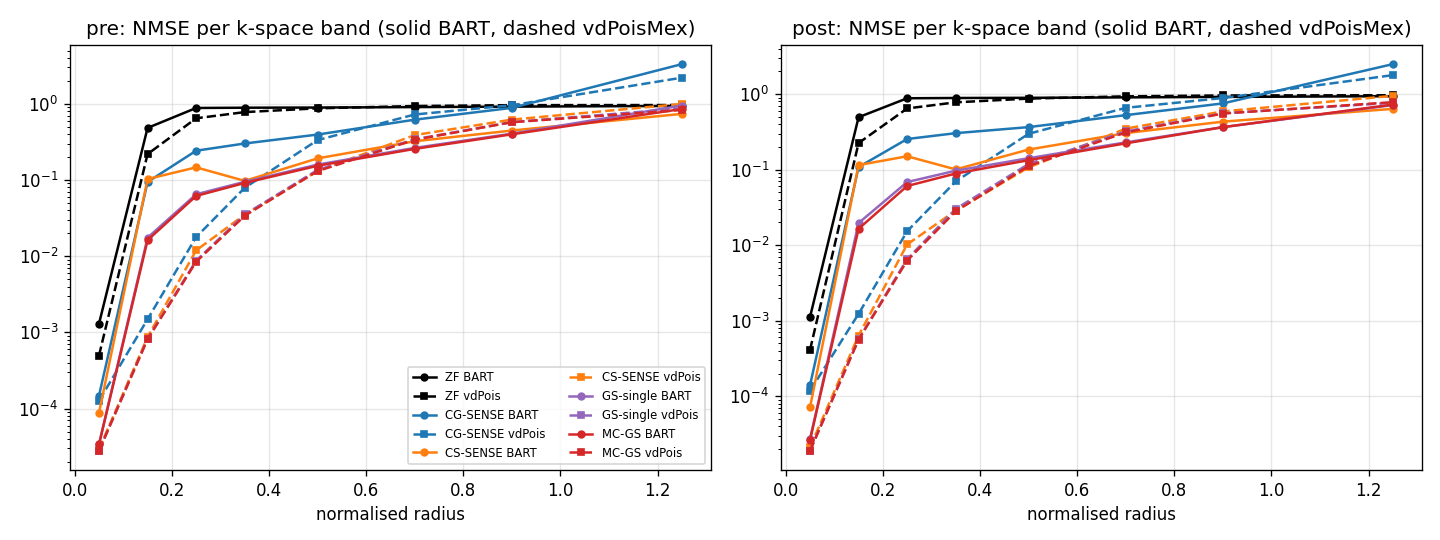 pre: NMSE per k-space band (solid BART, dashed vdPoisMex)
10⁰
10⁻¹
10⁻²
10⁻³
10⁻⁴
0.0 0.2 0.4 0.6 0.8 1.0 1.2
normalised radius
ZF BART
ZF vdPois
CG-SENSE BART
CG-SENSE vdPois
CS-SENSE BART
CS-SENSE vdPois
GS-single BART
GS-single vdPois
MC-GS BART
MC-GS vdPois
post: NMSE per k-space band (solid BART, dashed vdPoisMex)
10⁰
10⁻¹
10⁻²
10⁻³
10⁻⁴
0.0 0.2 0.4 0.6 0.8 1.0 1.2
normalised radius